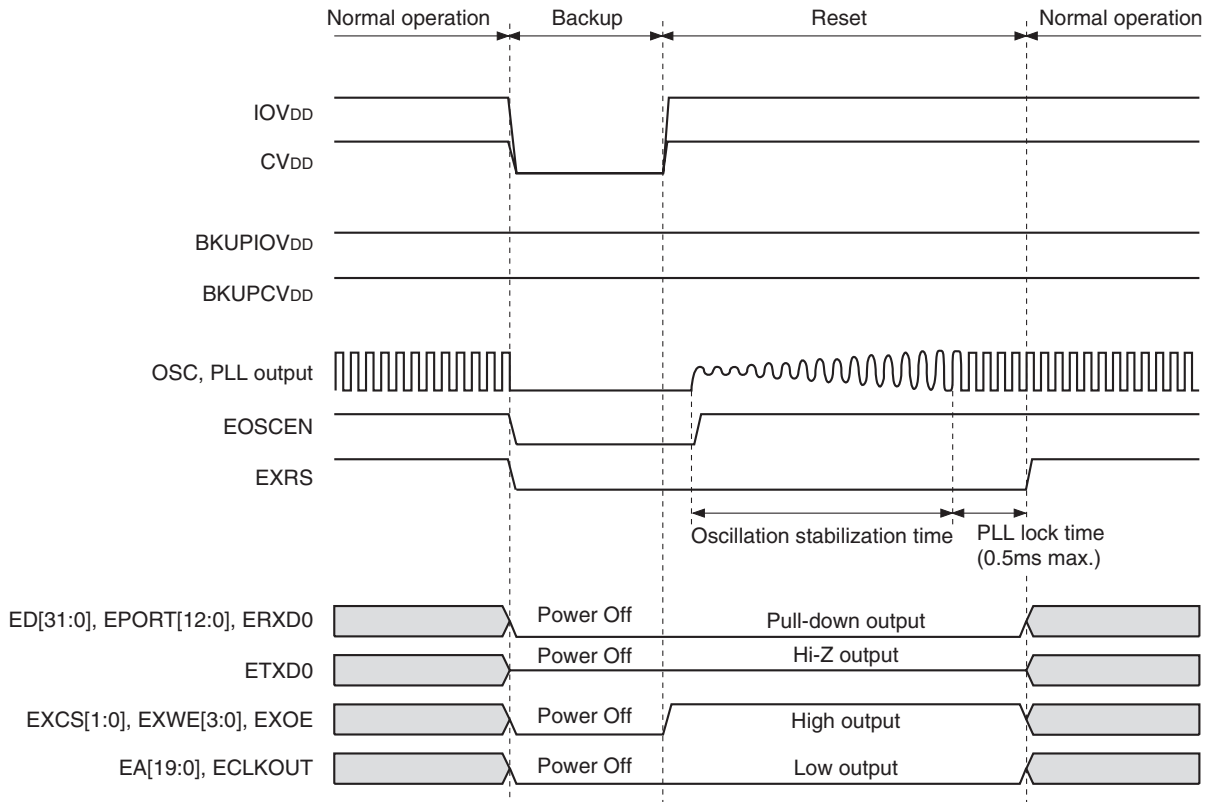 Normal operation Backup Reset Normal operation
IOVDD
CVDD
BKUPIOVDD
BKUPCVDD
OSC, PLL output
EOSCEN
EXRS
Oscillation stabilization time PLL lock time
(0.5ms max.)
ED[31:0], EPORT[12:0], ERXD0 Power Off Pull-down output
ETXD0 Power Off Hi-Z output
EXCS[1:0], EXWE[3:0], EXOE Power Off High output
EA[19:0], ECLKOUT Power Off Low output